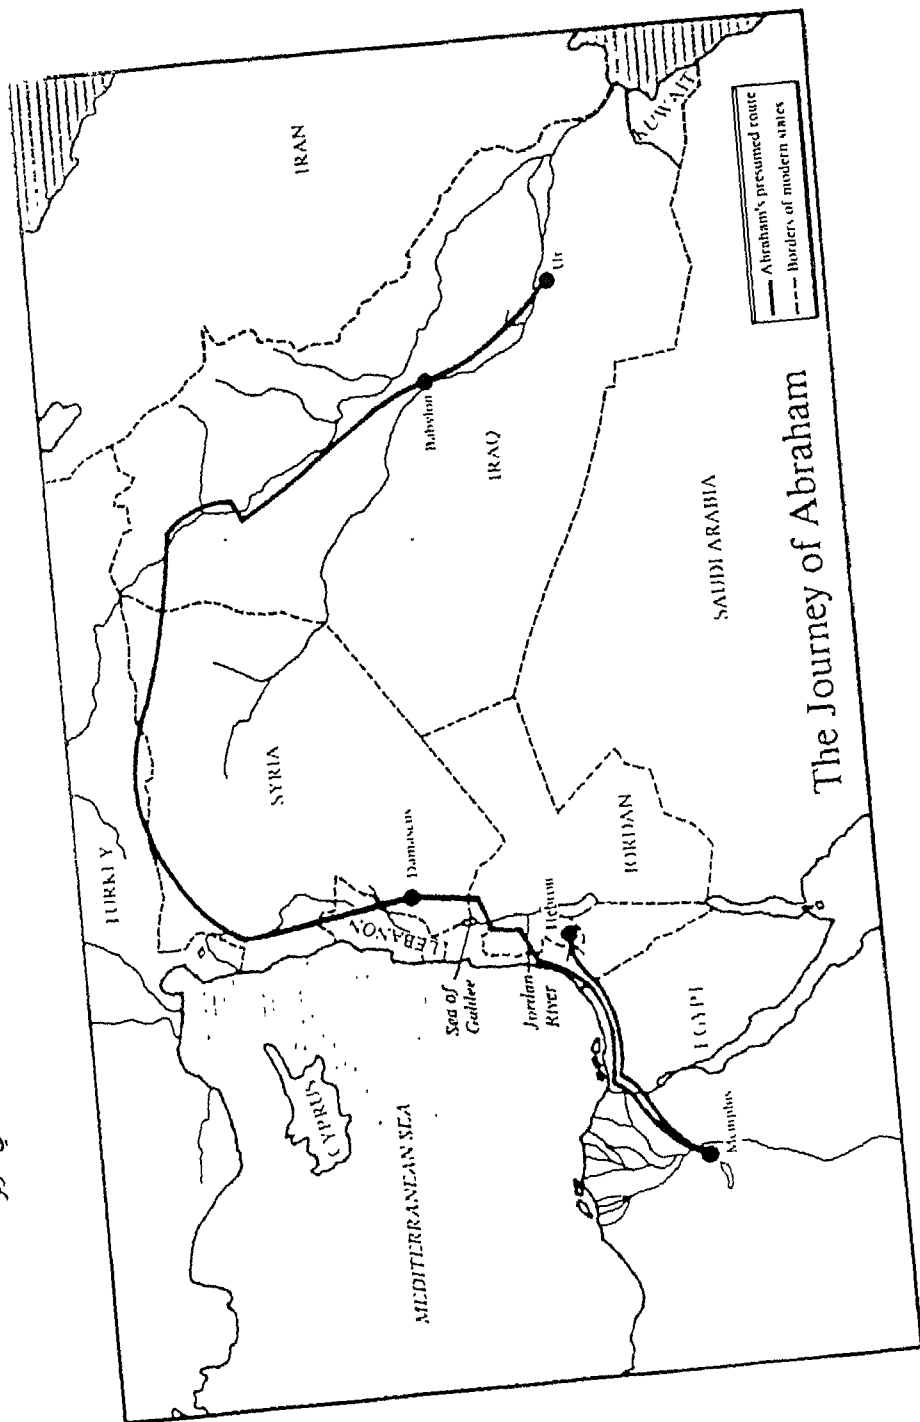 TURKEY
IRAN
SYRIA
CYPRUS
LEBANON
Damascus
Babylon
IRAQ
Ur
KUWAIT
MEDITERRANEAN SEA
Sea of
Galilee
Jordan
River
Hebron
JORDAN
EGYPT
Memphis
SAUDI ARABIA
Abraham's presumed route
Borders of modern states
The Journey of Abraham